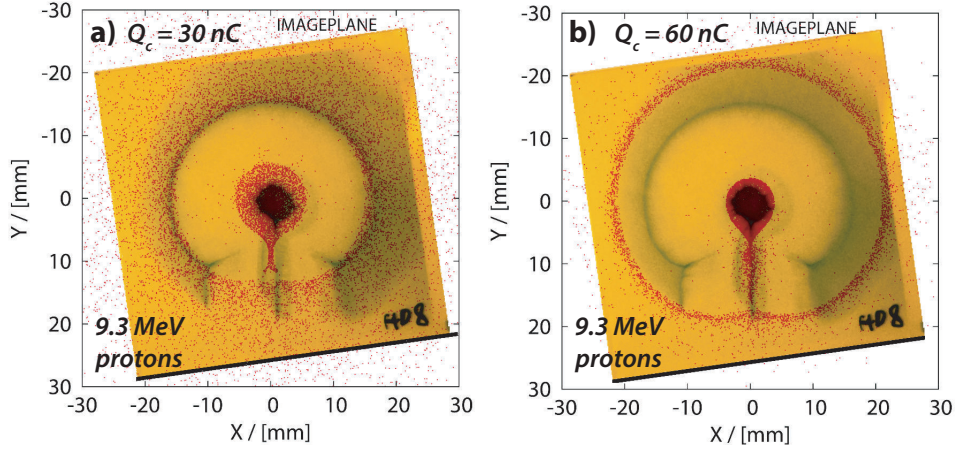 a) Q_c = 30 nC
IMAGEPLANE
-30
-20
-10
0
10
20
30
Y / [mm]
9.3 MeV
protons
HD8
-30 -20 -10 0 10 20 30
X / [mm]
b) Q_c = 60 nC
IMAGEPLANE
-30
-20
-10
0
10
20
30
Y / [mm]
9.3 MeV
protons
HD8
-30 -20 -10 0 10 20 30
X / [mm]